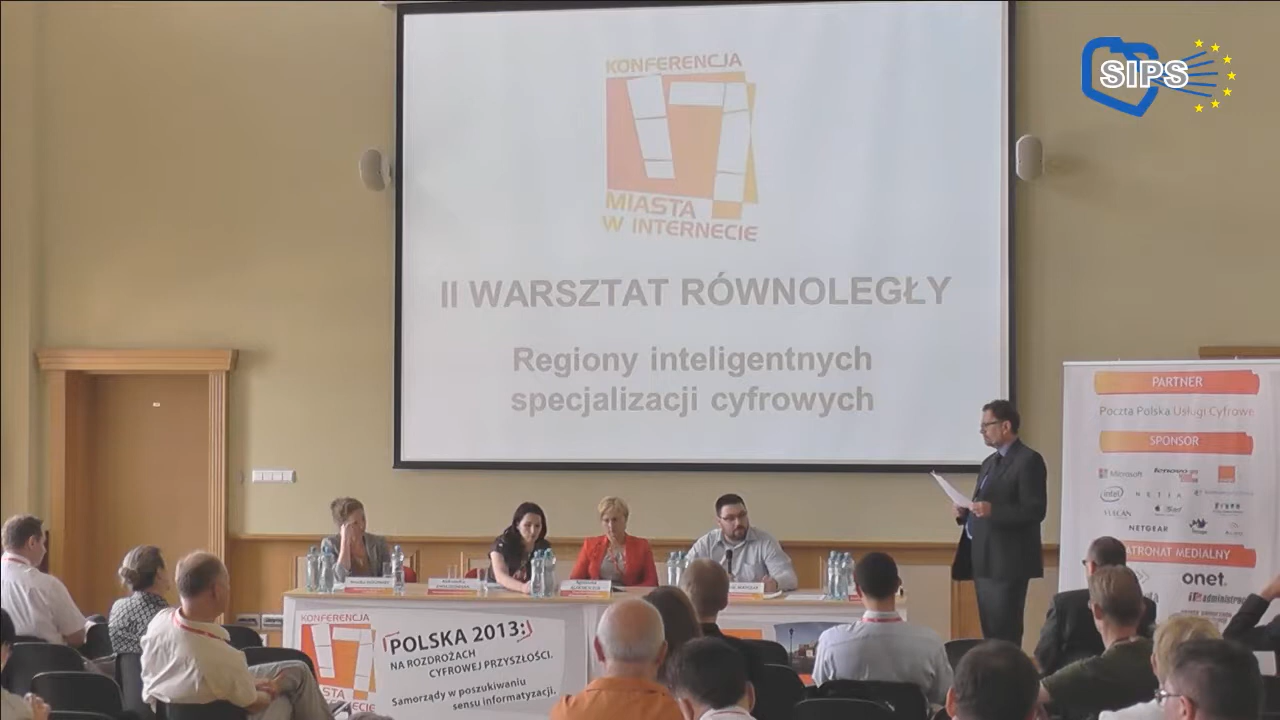 KONFERENCJA
MIASTA
W INTERNECIE
II WARSZTAT RÓWNOLEGŁY
Regiony inteligentnych
specjalizacji cyfrowych
SIPS
PARTNER
Poczta Polska Usługi Cyfrowe
SPONSOR
Microsoft lenovo
intel NETIA
VULCAN
NETGEAR
PATRONAT MEDIALNY
onet
KONFERENCJA
MIASTA
POLSKA 2013:
NA ROZDROŻACH
CYFROWEJ PRZYSZŁOŚCI.
Samorządy w poszukiwaniu
sensu informatyzacji.